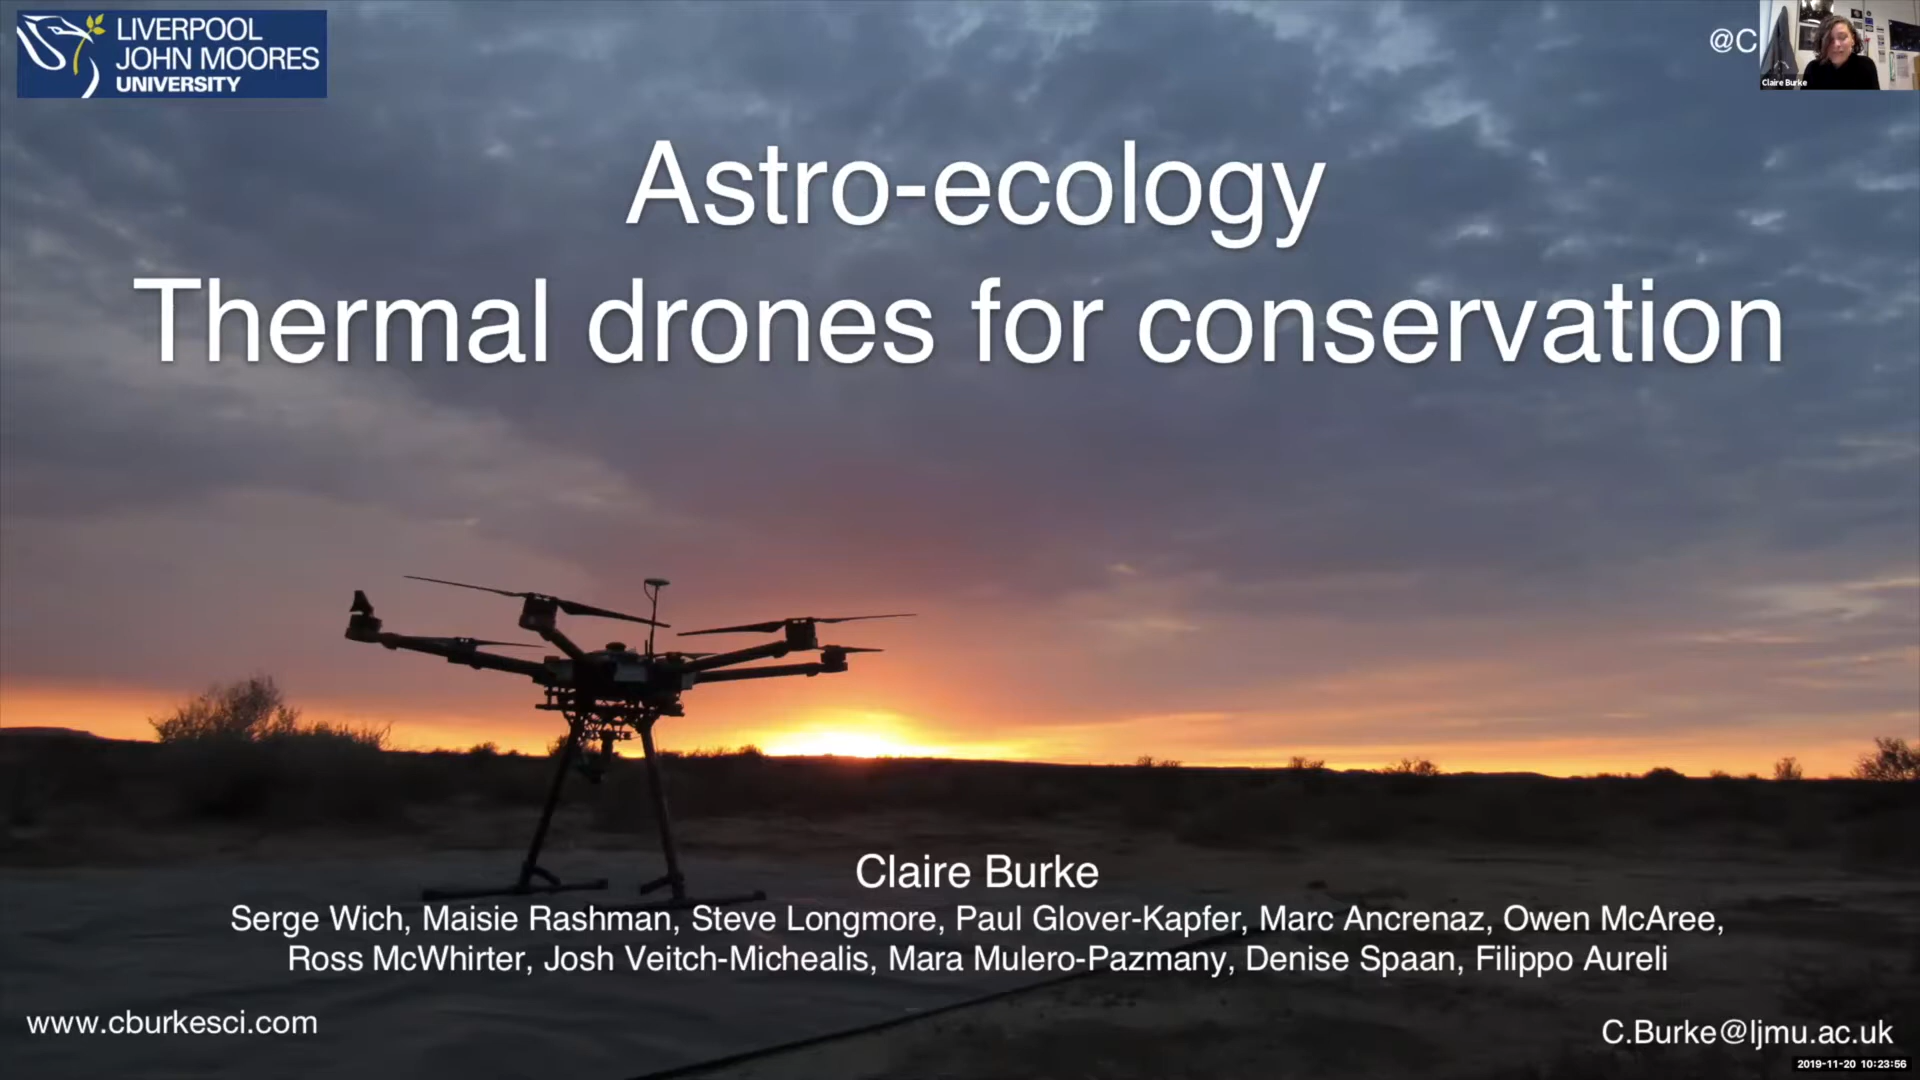 LIVERPOOL
JOHN MOORES
UNIVERSITY
@C
Claire Burke
Astro-ecology
Thermal drones for conservation
Claire Burke
Serge Wich, Maisie Rashman, Steve Longmore, Paul Glover-Kapfer, Marc Ancrenaz, Owen McAree,
Ross McWhirter, Josh Veitch-Michealis, Mara Mulero-Pazmany, Denise Spaan, Filippo Aureli
www.cburkesci.com
C.Burke@ljmu.ac.uk
2019-11-20 10:23:56